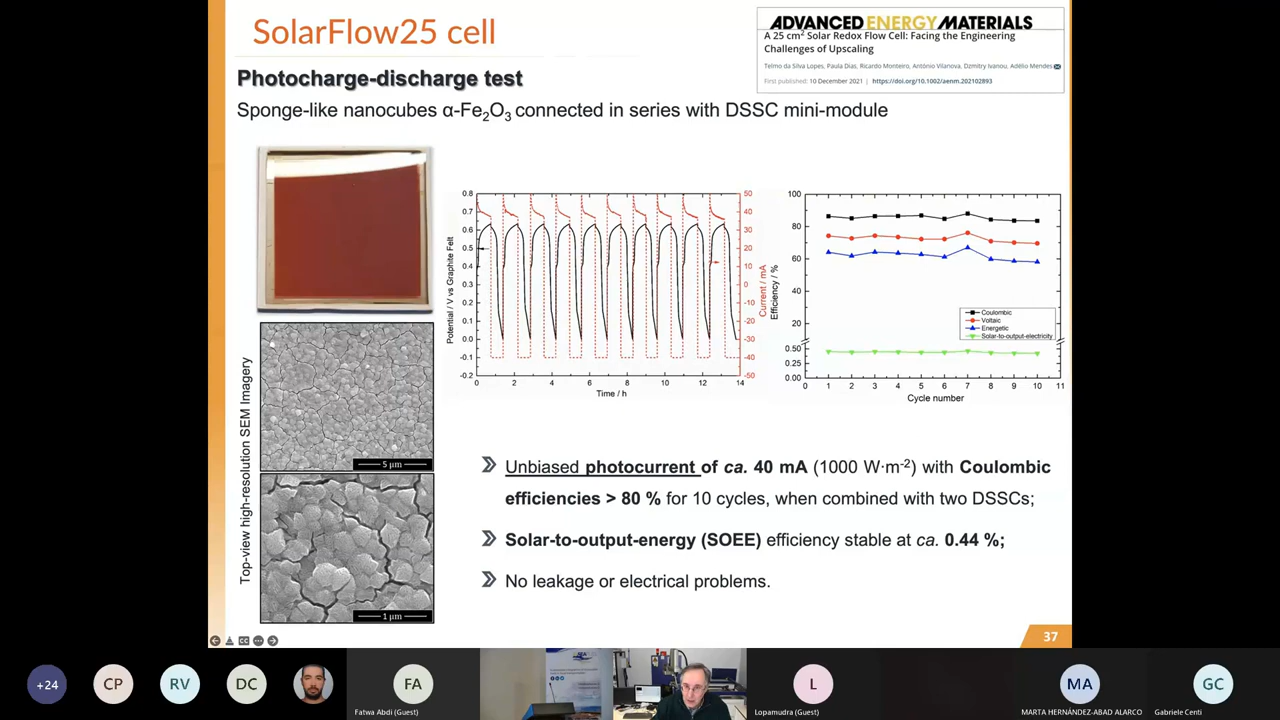 SolarFlow25 cell
ADVANCED ENERGY MATERIALS
A 25 cm² Solar Redox Flow Cell: Facing the Engineering
Challenges of Upscaling
Telmo da Silva Lopes, Paula Dias, Ricardo Monteiro, António Vilanova, Dzmitry Ivanou, Adélio Mendes
First published: 10 December 2021 | https://doi.org/10.1002/aenm.202102893
Photocharge-discharge test
Sponge-like nanocubes α-Fe₂O₃ connected in series with DSSC mini-module
Top-view high-resolution SEM Imagery
5 μm
1 μm
Potential / V vs Graphite Felt
0.8
0.7
0.6
0.5
0.4
0.3
0.2
0.1
0.0
-0.1
-0.2
0 2 4 6 8 10 12 14
Time / h
50
40
30
20
10
0
-10
-20
-30
-40
-50
Current / mA
Efficiency / %
100
80
60
40
20
0.50
0.25
0.00
Coulombic
Voltaic
Energetic
Solar-to-output-electricity
0 1 2 3 4 5 6 7 8 9 10 11
Cycle number
Unbiased photocurrent of ca. 40 mA (1000 W·m⁻²) with Coulombic
efficiencies > 80 % for 10 cycles, when combined with two DSSCs;
Solar-to-output-energy (SOEE) efficiency stable at ca. 0.44 %;
No leakage or electrical problems.
37
+24
CP
RV
DC
FA
Fatwa Abdi (Guest)
L
Lopamudra (Guest)
MA
MARTA HERNÁNDEZ-ABAD ALARCO
GC
Gabriele Centi